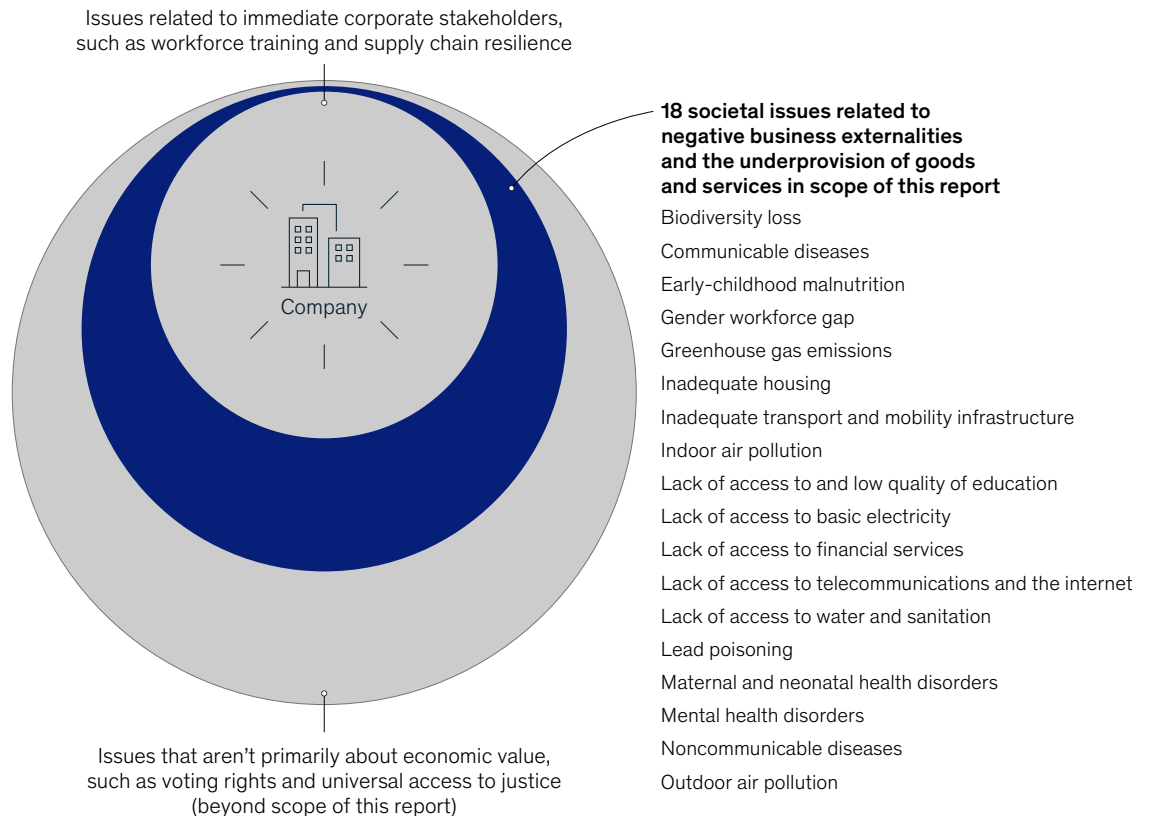 Issues related to immediate corporate stakeholders,
such as workforce training and supply chain resilience
Company
18 societal issues related to
negative business externalities
and the underprovision of goods
and services in scope of this report
Biodiversity loss
Communicable diseases
Early-childhood malnutrition
Gender workforce gap
Greenhouse gas emissions
Inadequate housing
Inadequate transport and mobility infrastructure
Indoor air pollution
Lack of access to and low quality of education
Lack of access to basic electricity
Lack of access to financial services
Lack of access to telecommunications and the internet
Lack of access to water and sanitation
Lead poisoning
Maternal and neonatal health disorders
Mental health disorders
Noncommunicable diseases
Outdoor air pollution
Issues that aren’t primarily about economic value,
such as voting rights and universal access to justice
(beyond scope of this report)